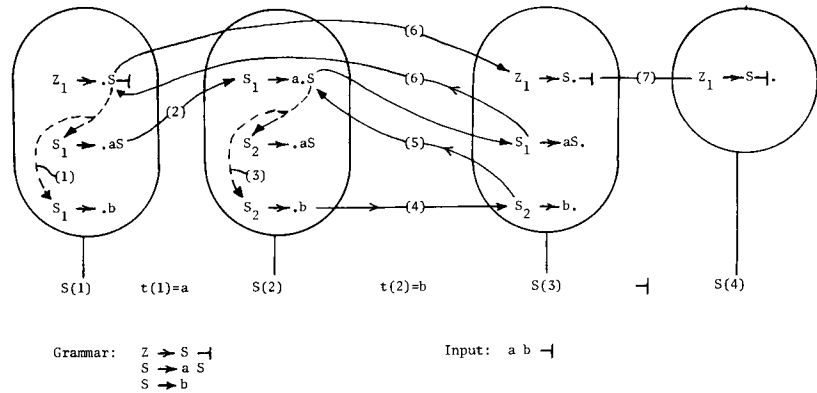 (6)
Z₁ → .S⊣ S₁ → a.S (6) Z₁ → S.⊣ (7) Z₁ → S⊣.
(2)
S₁ → .aS S₂ → .aS (5) S₁ → aS.
(1) (3)
S₁ → .b S₂ → .b (4) S₂ → b.
S(1) t(1)=a S(2) t(2)=b S(3) ⊣ S(4)
Grammar: Z → S ⊣ Input: a b ⊣
S → a S
S → b